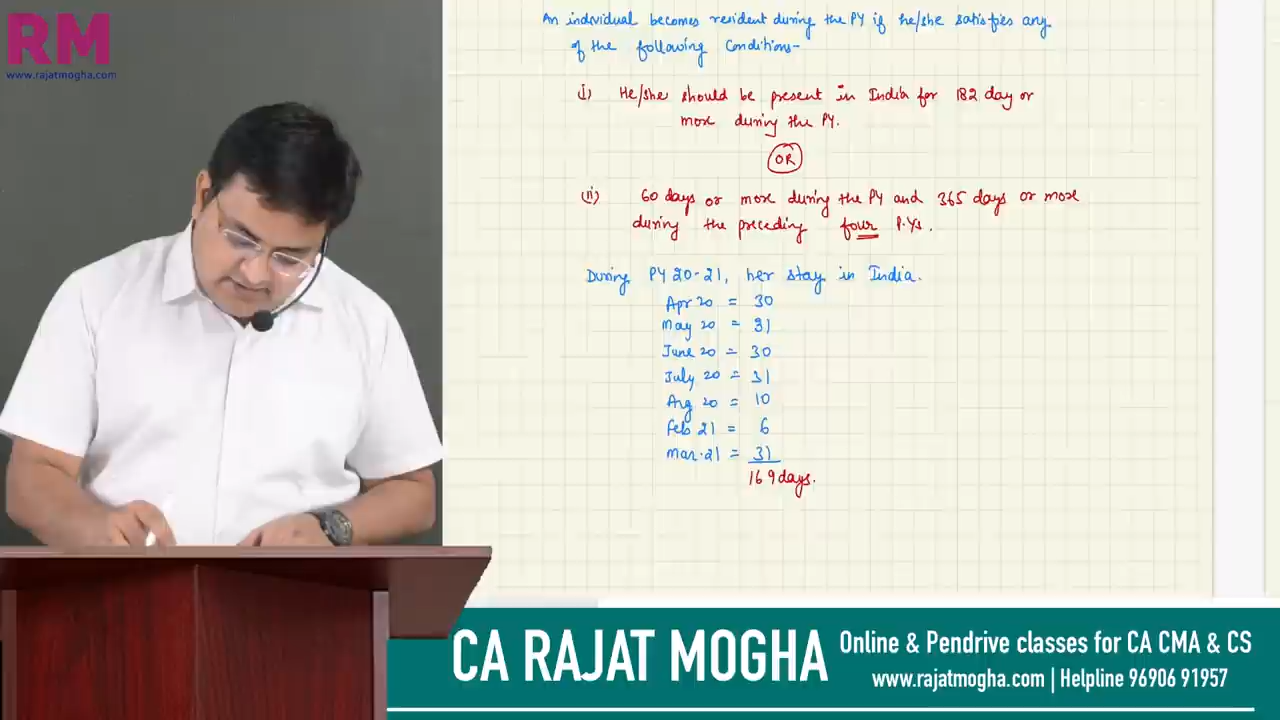 RM
www.rajatmogha.com
An individual becomes resident during the PY if he/she satisfies any
of the following Conditions-
i) He/she should be present in India for 182 day or
more during the PY.
OR
(ii) 60 days or more during the PY and 365 days or more
during the preceding four P.Ys.
During PY 20-21, her stay in India.
Apr 20 = 30
May 20 = 31
June 20 = 30
July 20 = 31
Aug 20 = 10
Feb 21 = 6
Mar.21 = 31
169 days.
CA RAJAT MOGHA
Online & Pendrive classes for CA CMA & CS
www.rajatmogha.com | Helpline 96906 91957